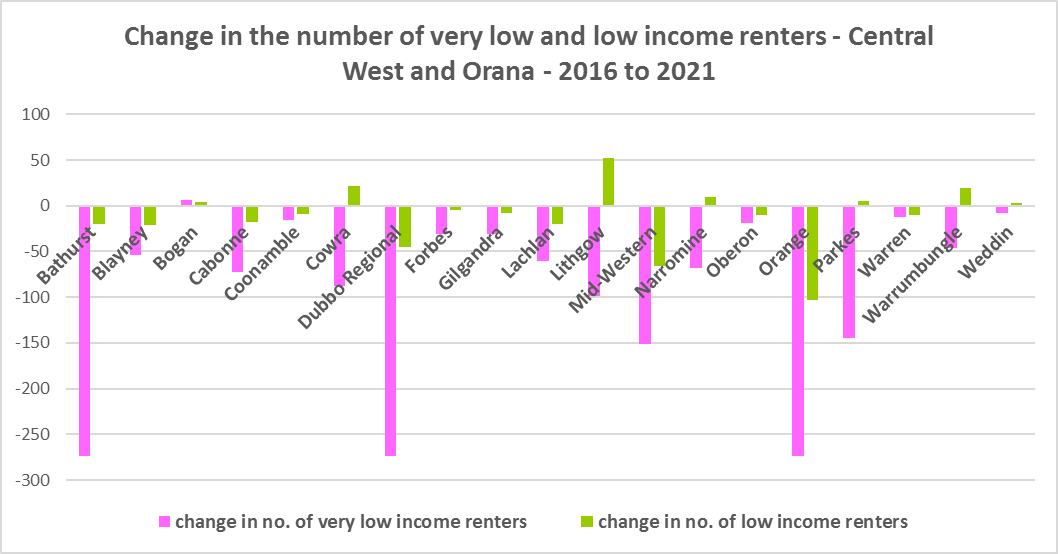 Change in the number of very low and low income renters - Central
West and Orana - 2016 to 2021
100
50
0
-50
-100
-150
-200
-250
-300
Bathurst
Blayney
Bogan
Cabonne
Coonamble
Cowra
Dubbo Regional
Forbes
Gilgandra
Lachlan
Lithgow
Mid-Western
Narromine
Oberon
Orange
Parkes
Warren
Warrumbungle
Weddin
change in no. of very low income renters
change in no. of low income renters